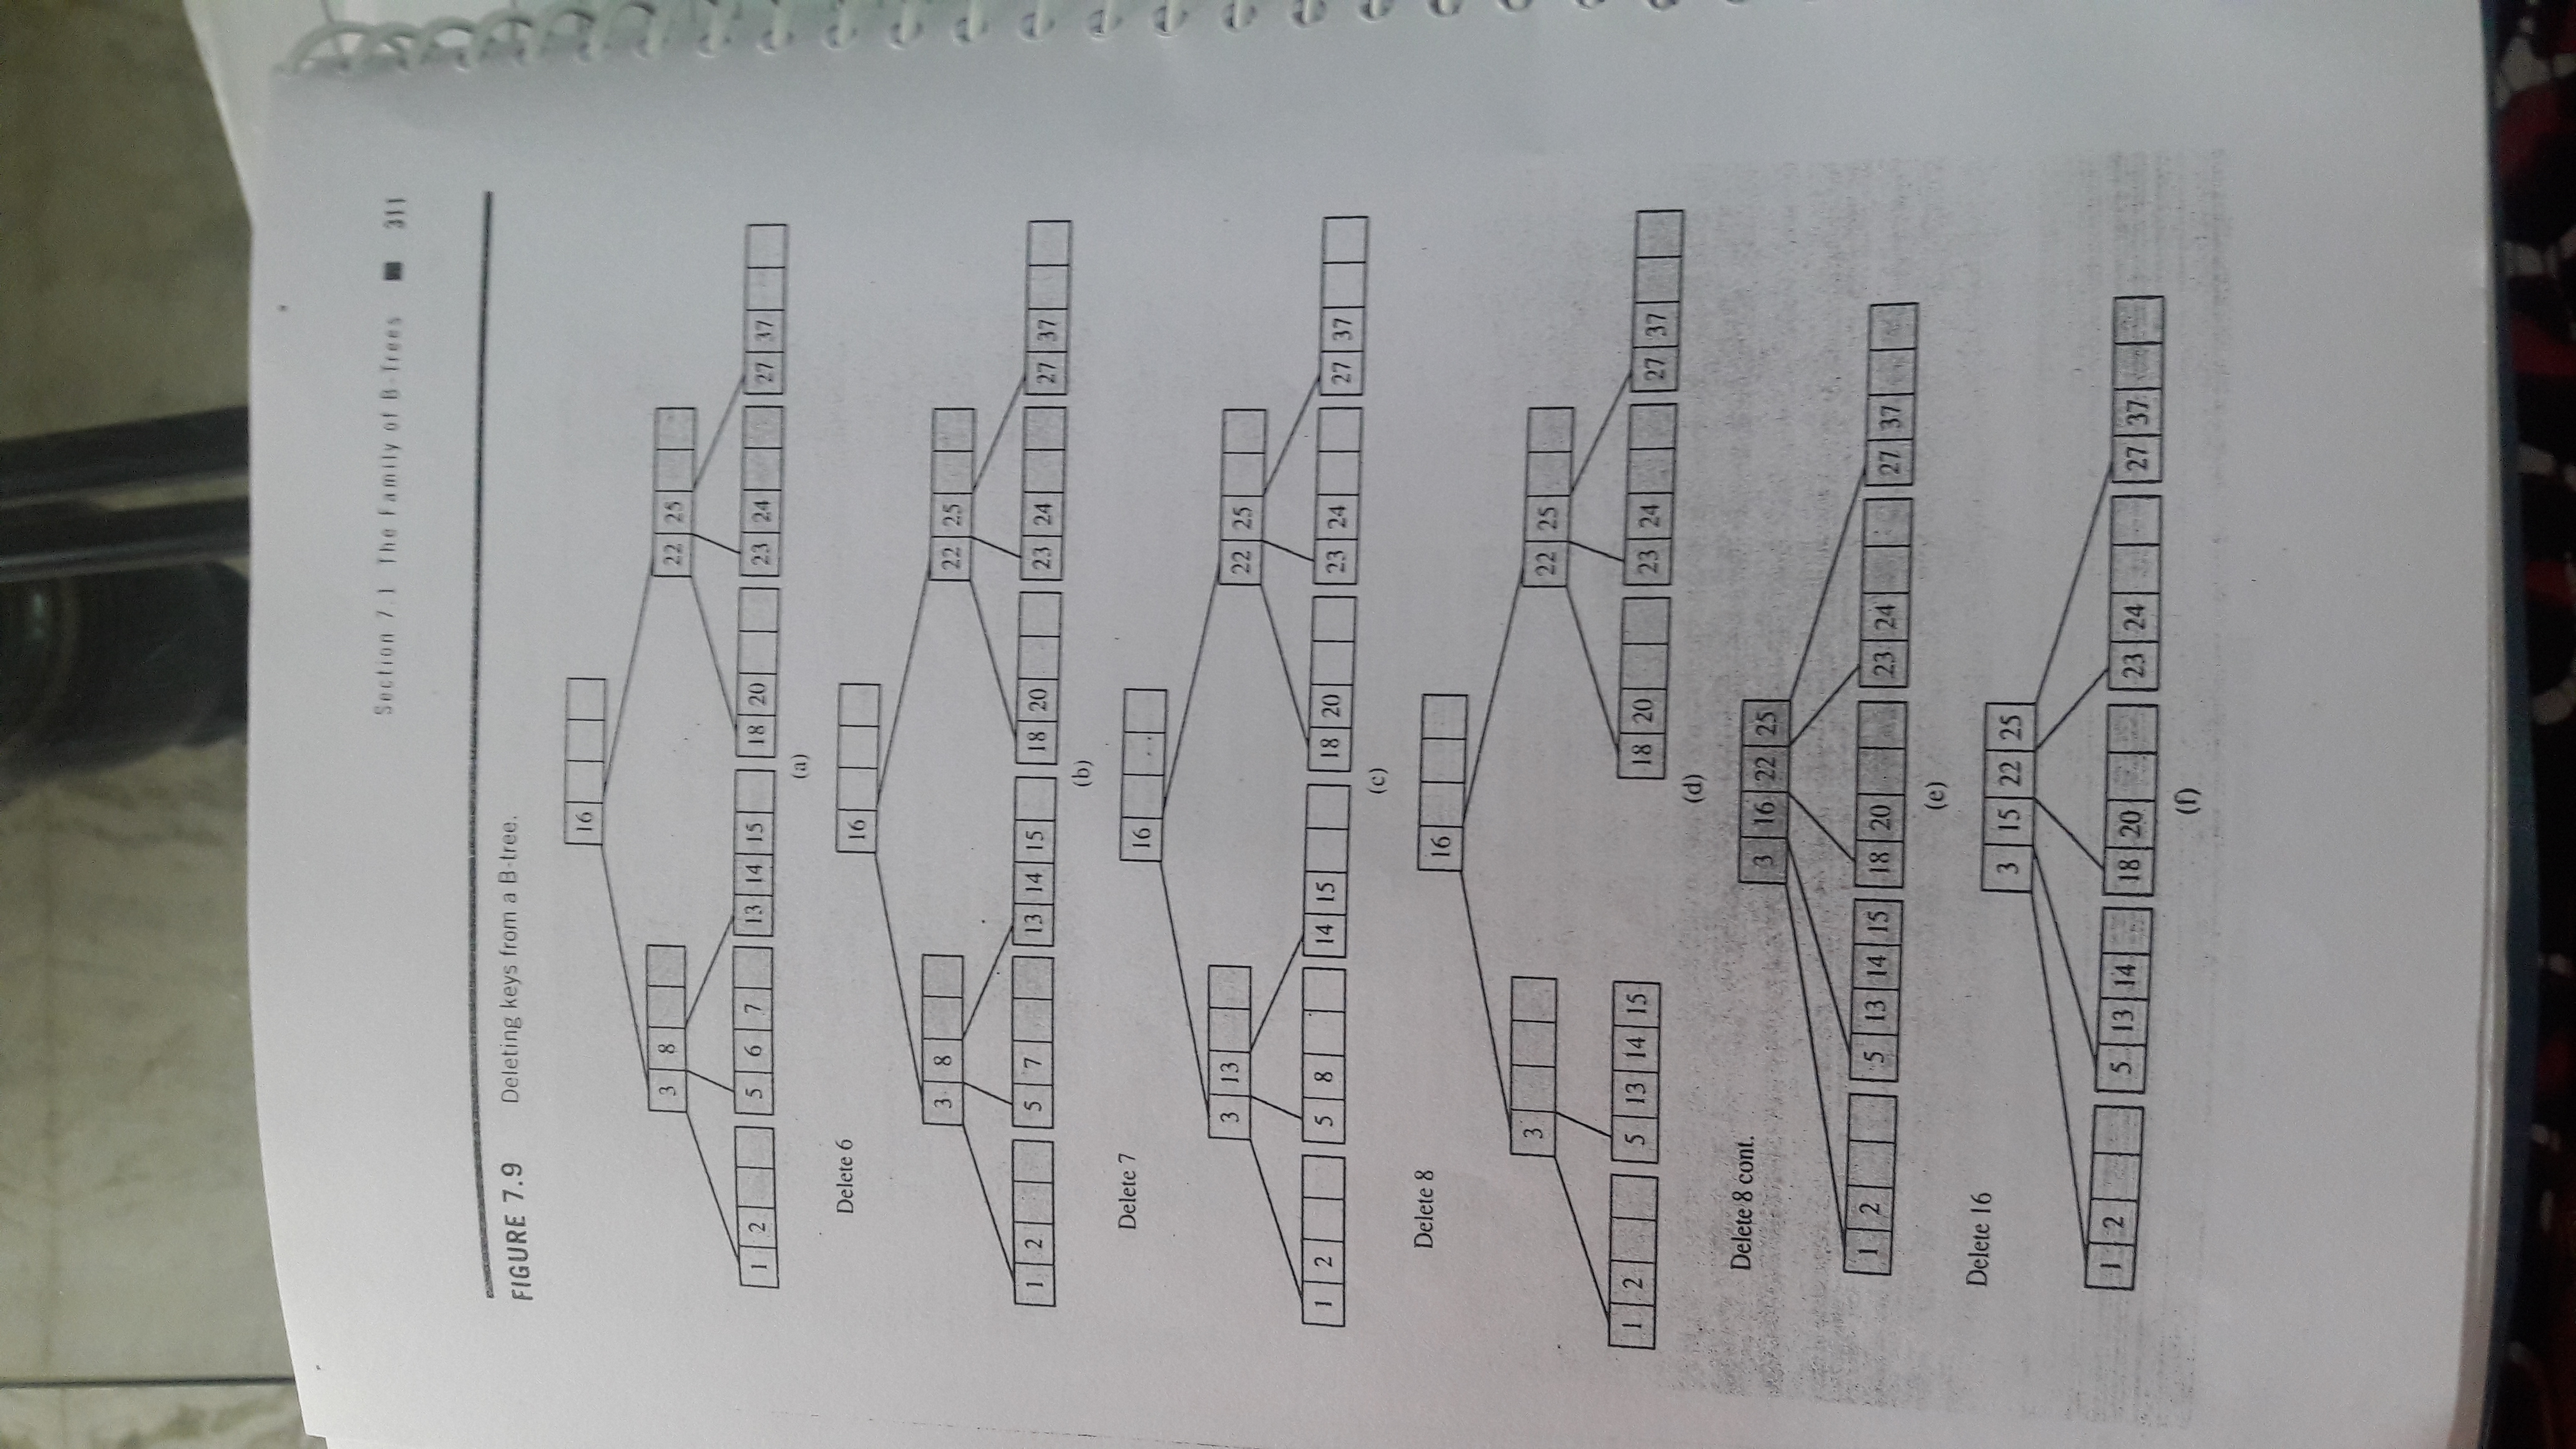 Section 7.1 The Family of B-Trees ■ 311
FIGURE 7.9 Deleting keys from a B-tree.
16
3 8 22 25
1 2 5 6 7 13 14 15 18 20 23 24 27 37
(a)
Delete 6
16
3 8 22 25
1 2 5 7 13 14 15 18 20 23 24 27 37
(b)
Delete 7
16
3 13 22 25
1 2 5 8 14 15 18 20 23 24 27 37
(c)
Delete 8
16
3 22 25
1 2 5 13 14 15 18 20 23 24 27 37
(d)
Delete 8 cont.
3 16 22 25
1 2 5 13 14 15 18 20 23 24 27 37
(e)
Delete 16
3 15 22 25
1 2 5 13 14 18 20 23 24 27 37
(f)